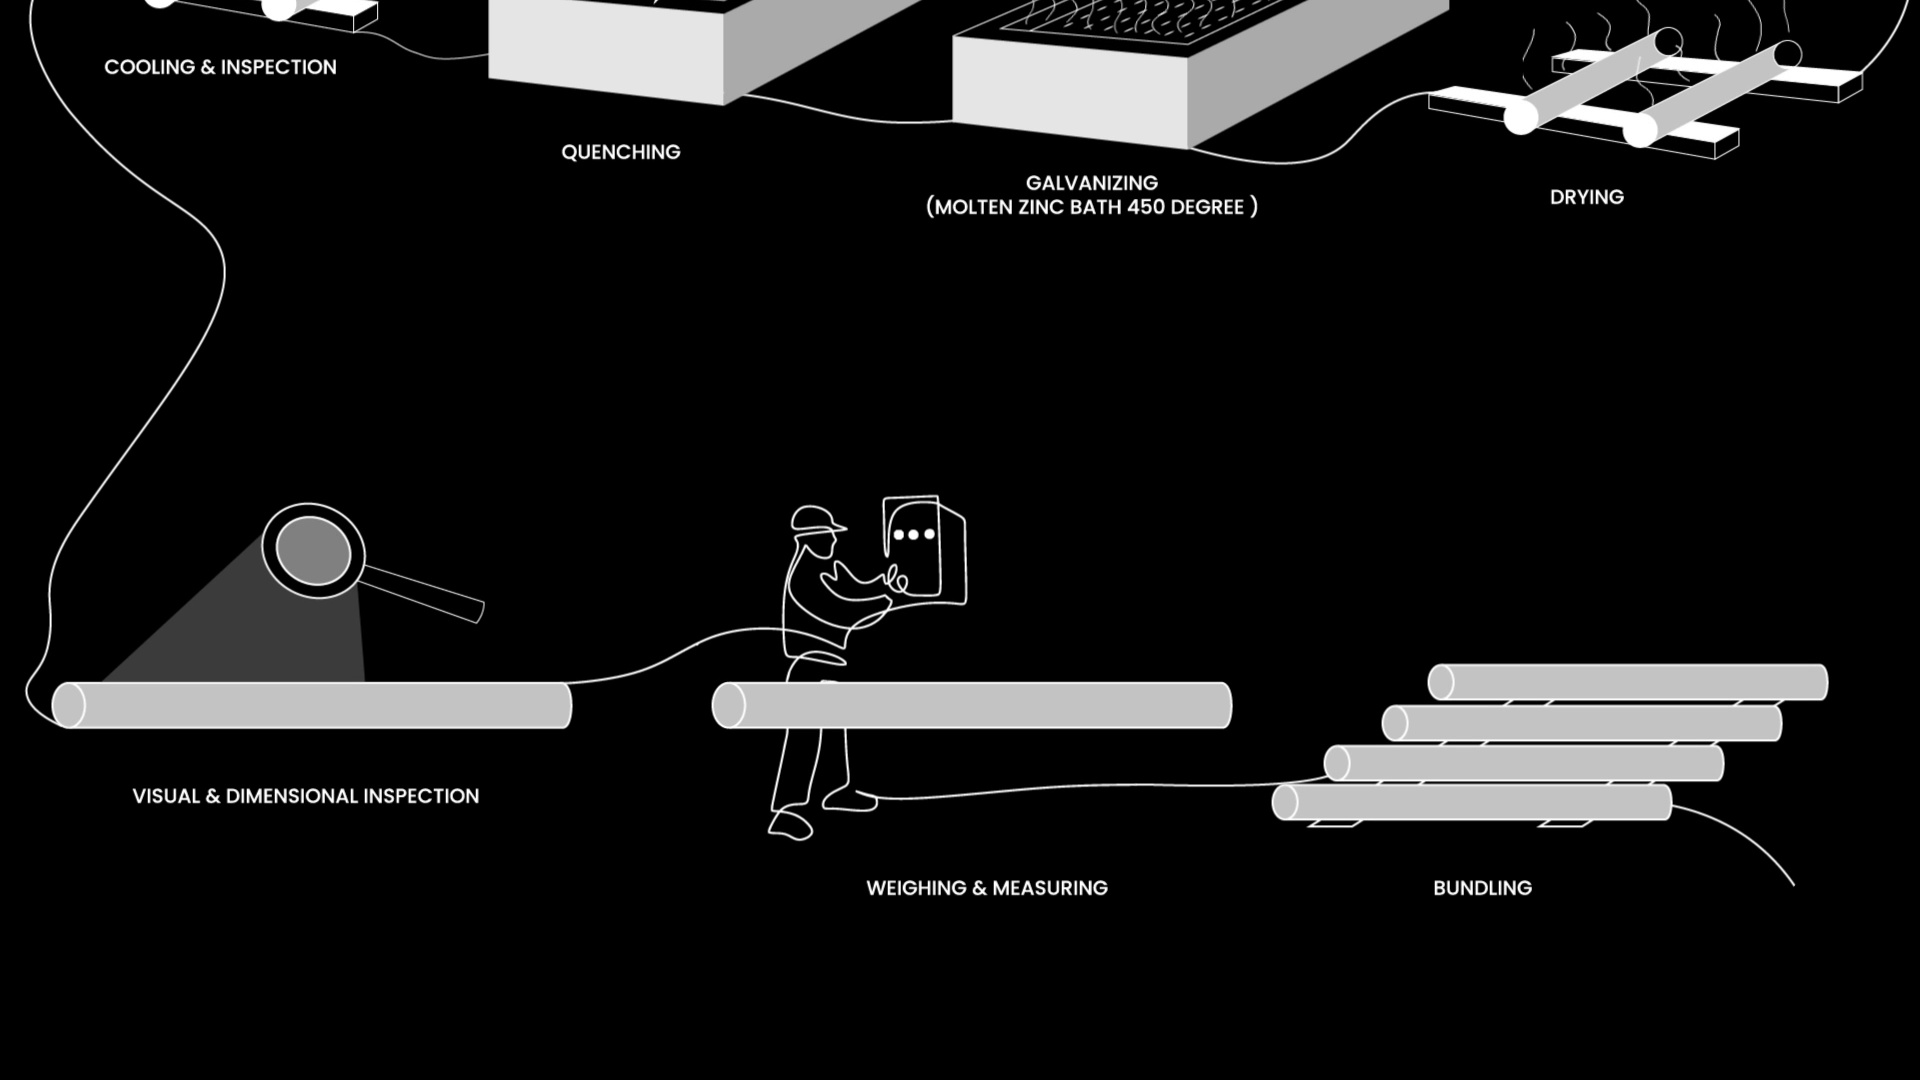 COOLING & INSPECTION
QUENCHING
GALVANIZING
(MOLTEN ZINC BATH 450 DEGREE )
DRYING
VISUAL & DIMENSIONAL INSPECTION
WEIGHING & MEASURING
BUNDLING